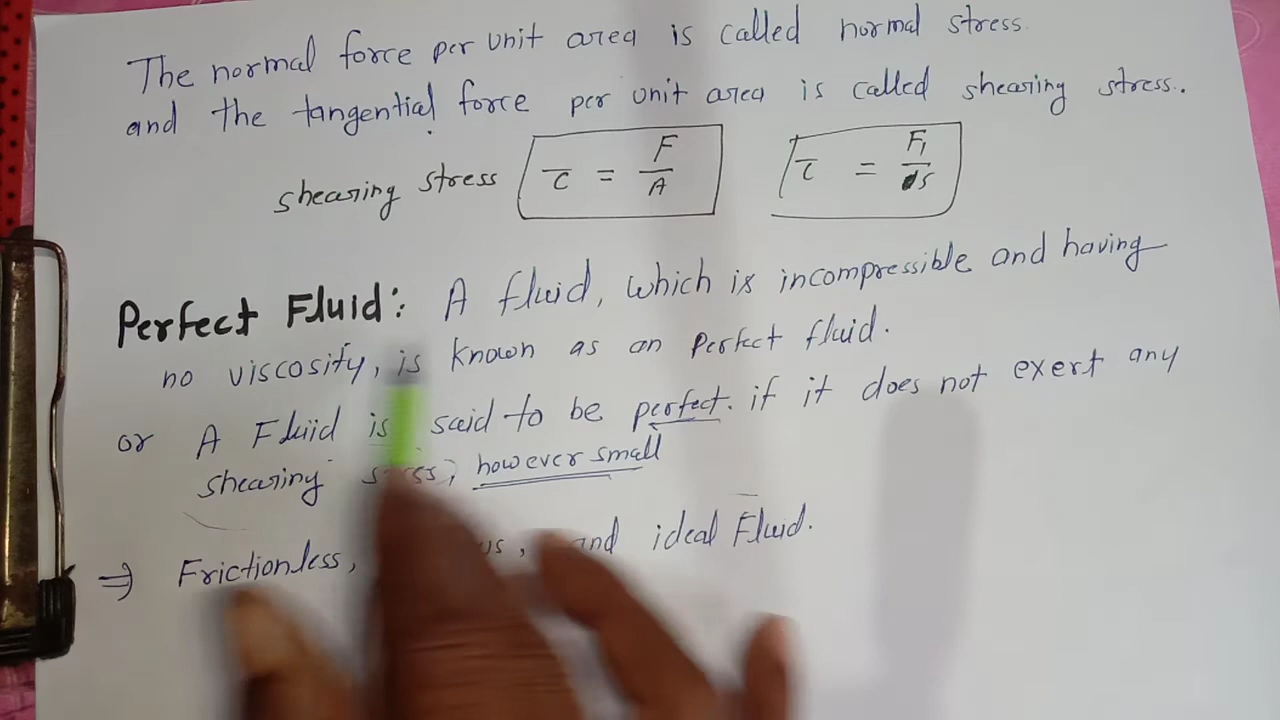 The normal force per unit area is called normal stress.
and the tangential force per unit area is called shearing stress..
shearing stress τ = F/A τ = F₁/ds
Perfect Fluid: A fluid, which is incompressible and having
no viscosity, is known as an Perfect fluid.
or A Fluid is said to be perfect. if it does not exert any
shearing stress, however small
⇒ Frictionless, and ideal Fluid.